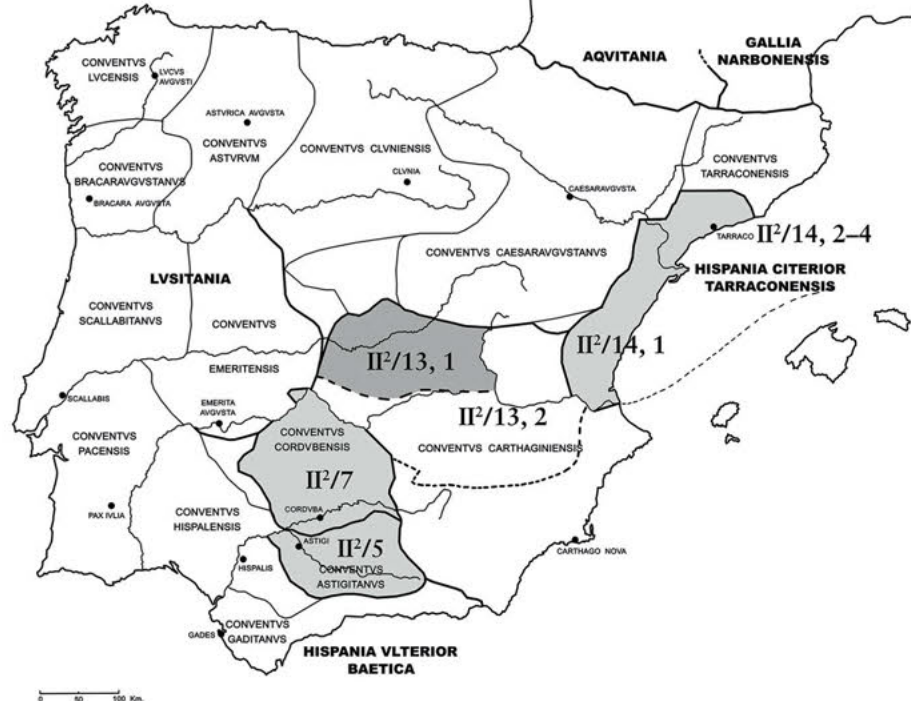 AQVITANIA
GALLIA
NARBONENSIS
CONVENTVS
LVCENSIS
LVCVS
AVGVSTI
ASTVRICA AVGVSTA
CONVENTVS
ASTVRVM
CONVENTVS CLVNIENSIS
CLVNIA
CONVENTVS
TARRACONENSIS
CONVENTVS
BRACARAVGVSTANVS
BRACARA AVGVSTA
CAESARAVGVSTA
TARRACO
II²/14, 2–4
CONVENTVS CAESARAVGVSTANVS
HISPANIA CITERIOR
TARRACONENSIS
LVSITANIA
CONVENTVS
SCALLABITANVS
CONVENTVS
EMERITENSIS
II²/13, 1
II²/14, 1
SCALLABIS
EMERITA
AVGVSTA
II²/13, 2
CONVENTVS CARTHAGINIENSIS
CONVENTVS
PACENSIS
CONVENTVS
CORDVBENSIS
II²/7
PAX IVLIA
CONVENTVS
HISPALENSIS
CORDVBA
ASTIGI
II²/5
CONVENTVS
ASTIGITANVS
HISPALIS
CARTHAGO NOVA
GADES
CONVENTVS
GADITANVS
HISPANIA VLTERIOR
BAETICA
0 50 100 Km.